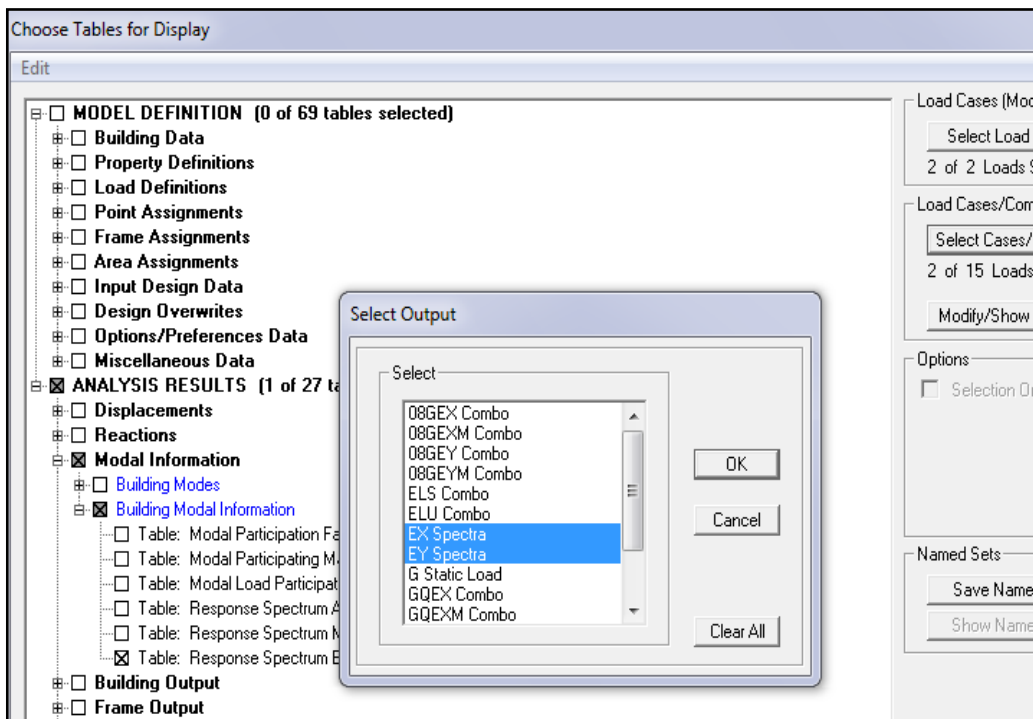 Choose Tables for Display
Edit
MODEL DEFINITION (0 of 69 tables selected)
Building Data
Property Definitions
Load Definitions
Point Assignments
Frame Assignments
Area Assignments
Input Design Data
Design Overwrites
Options/Preferences Data
Miscellaneous Data
ANALYSIS RESULTS (1 of 27 ta
Displacements
Reactions
Modal Information
Building Modes
Building Modal Information
Table: Modal Participation Fa
Table: Modal Participating M
Table: Modal Load Participat
Table: Response Spectrum A
Table: Response Spectrum M
Table: Response Spectrum B
Building Output
Frame Output
Select Output
Select
08GEX Combo
08GEXM Combo
08GEY Combo
08GEYM Combo
ELS Combo
ELU Combo
EX Spectra
EY Spectra
G Static Load
GQEX Combo
GQEXM Combo
OK
Cancel
Clear All
Load Cases (Mod
Select Load
2 of 2 Loads S
Load Cases/Com
Select Cases/
2 of 15 Loads
Modify/Show
Options
Selection On
Named Sets
Save Name
Show Name